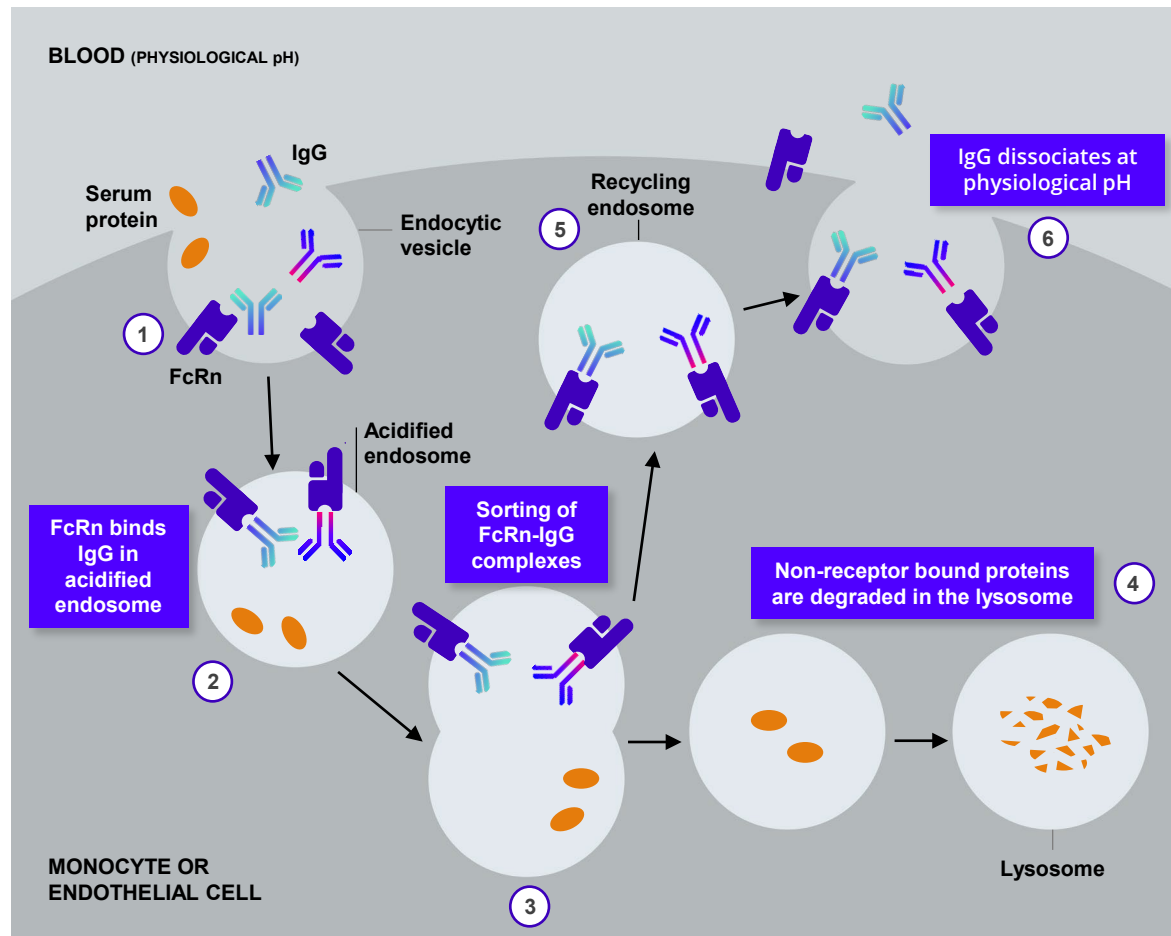 BLOOD (PHYSIOLOGICAL pH)
IgG
Serum
protein
Endocytic
vesicle
1
FcRn
Acidified
endosome
FcRn binds
IgG in
acidified
endosome
2
Sorting of
FcRn-IgG
complexes
3
Non-receptor bound proteins
are degraded in the lysosome
4
Lysosome
Recycling
endosome
5
IgG dissociates at
physiological pH
6
MONOCYTE OR
ENDOTHELIAL CELL